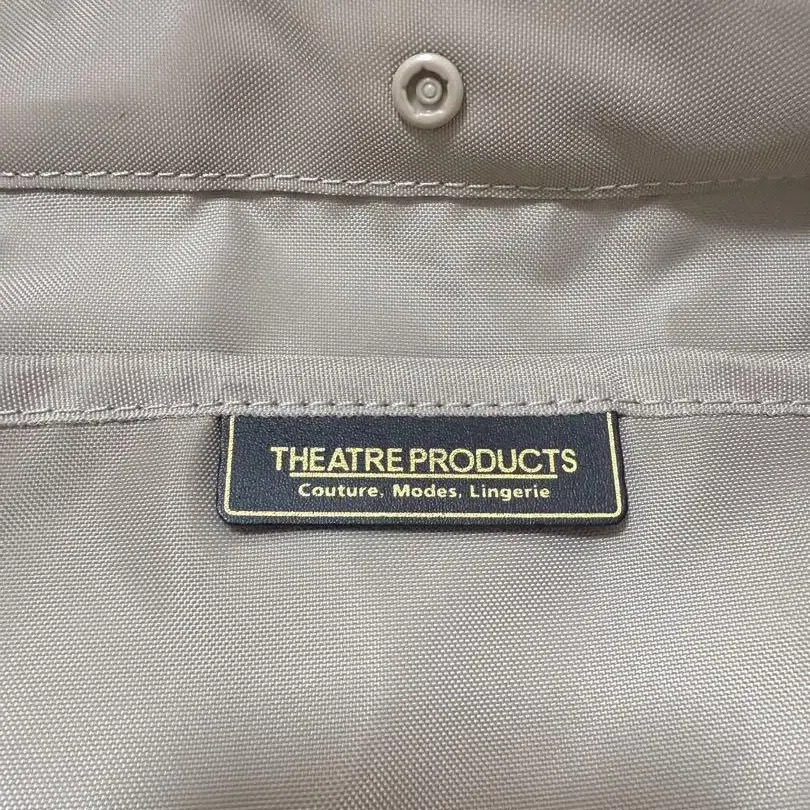 THEATRE PRODUCTS
Couture, Modes, Lingerie